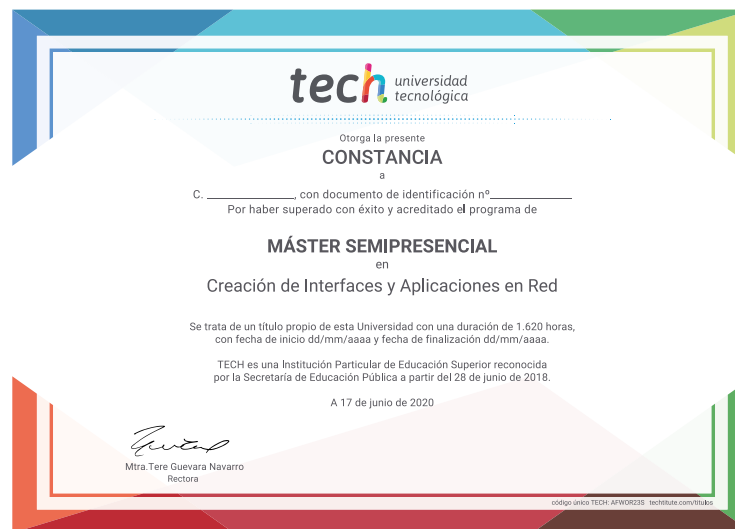 tech universidad
tecnológica
Otorga la presente
CONSTANCIA
a
C. ________________, con documento de identificación nº______________
Por haber superado con éxito y acreditado el programa de
MÁSTER SEMIPRESENCIAL
en
Creación de Interfaces y Aplicaciones en Red
Se trata de un título propio de esta Universidad con una duración de 1.620 horas,
con fecha de inicio dd/mm/aaaa y fecha de finalización dd/mm/aaaa.
TECH es una Institución Particular de Educación Superior reconocida
por la Secretaría de Educación Pública a partir del 28 de junio de 2018.
A 17 de junio de 2020
Mtra.Tere Guevara Navarro
Rectora
código único TECH: AFWOR23S techtitute.com/titulos